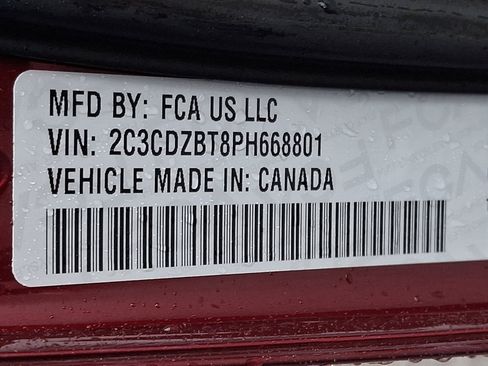 MFD BY: FCA US LLC
VIN: 2C3CDZBT8PH668801
VEHICLE MADE IN: CANADA